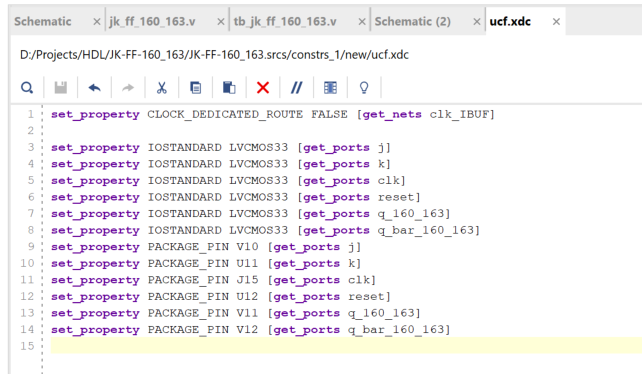 Schematic × jk_ff_160_163.v × tb_jk_ff_160_163.v × Schematic (2) × ucf.xdc ×
D:/Projects/HDL/JK-FF-160_163/JK-FF-160_163.srcs/constrs_1/new/ucf.xdc
1 set_property CLOCK_DEDICATED_ROUTE FALSE [get_nets clk_IBUF]
2
3 set_property IOSTANDARD LVCMOS33 [get_ports j]
4 set_property IOSTANDARD LVCMOS33 [get_ports k]
5 set_property IOSTANDARD LVCMOS33 [get_ports clk]
6 set_property IOSTANDARD LVCMOS33 [get_ports reset]
7 set_property IOSTANDARD LVCMOS33 [get_ports q_160_163]
8 set_property IOSTANDARD LVCMOS33 [get_ports q_bar_160_163]
9 set_property PACKAGE_PIN V10 [get_ports j]
10 set_property PACKAGE_PIN U11 [get_ports k]
11 set_property PACKAGE_PIN J15 [get_ports clk]
12 set_property PACKAGE_PIN U12 [get_ports reset]
13 set_property PACKAGE_PIN V11 [get_ports q_160_163]
14 set_property PACKAGE_PIN V12 [get_ports q_bar_160_163]
15